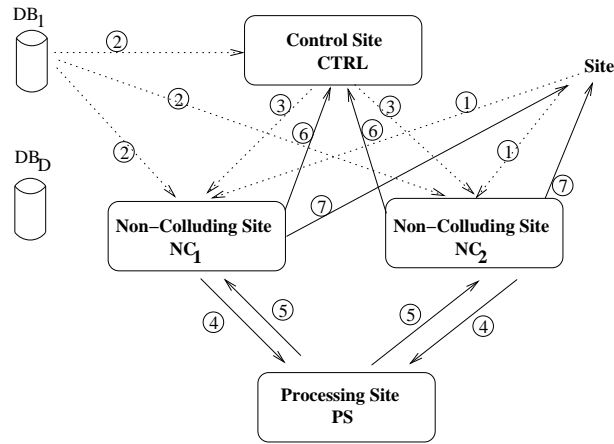 DB1
2
Control Site
CTRL
2
3
3
1
Site
6
6
1
2
DBD
7
7
Non-Colluding Site
NC1
Non-Colluding Site
NC2
5
5
4
4
Processing Site
PS